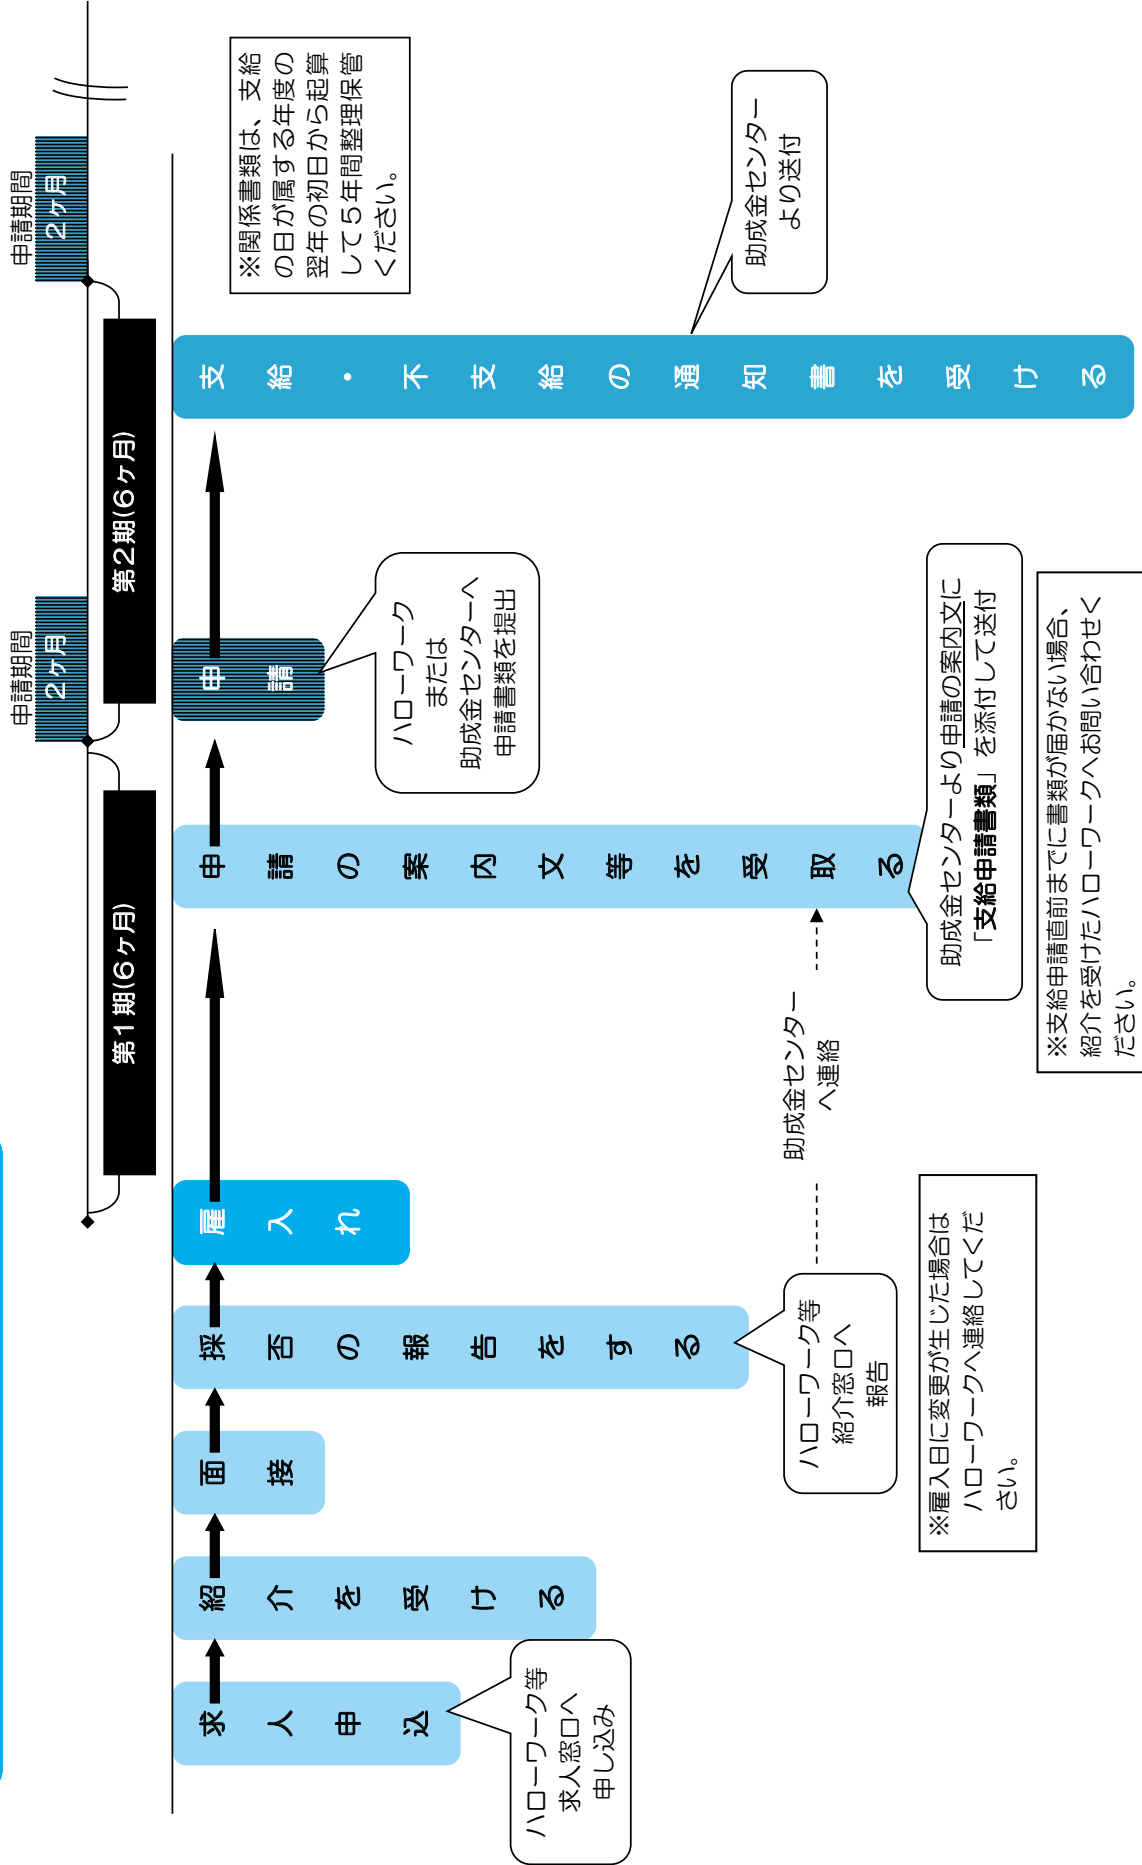 申請期間
2ヶ月
申請期間
2ヶ月
第1期(6ヶ月)
第2期(6ヶ月)
求人申込
紹介を受ける
面接
採否の報告をする
雇入れ
申請の案内文等を受取る
申請
支給・不支給の通知書を受ける
ハローワーク等
求人窓口へ
申し込み
ハローワーク等
紹介窓口へ
報告
※雇入日に変更が生じた場合は
ハローワークへ連絡してくだ
さい。
助成金センター
へ連絡
助成金センターより申請の案内文に
「支給申請書類」を添付して送付
※支給申請直前までに書類が届かない場合、
紹介を受けたハローワークへお問い合わせく
ださい。
ハローワーク
または
助成金センターへ
申請書類を提出
助成金センター
より送付
※関係書類は、支給
の日が属する年度の
翌年の初日から起算
して5年間整理保管
ください。